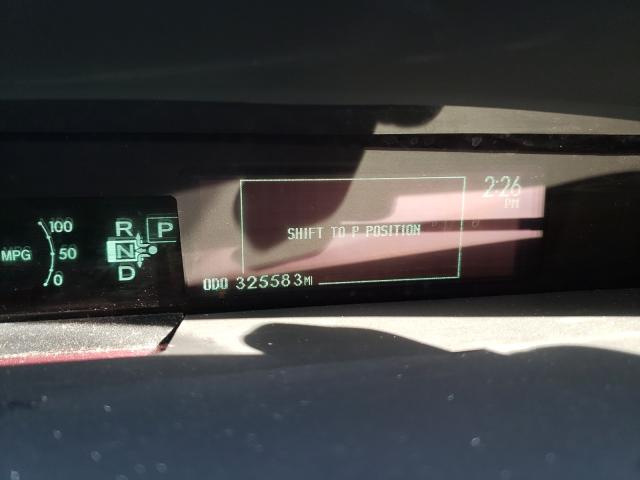 2:26
PM
100
MPG 50
0
R P
N
D
SHIFT TO P POSITION
ODO 325583MI